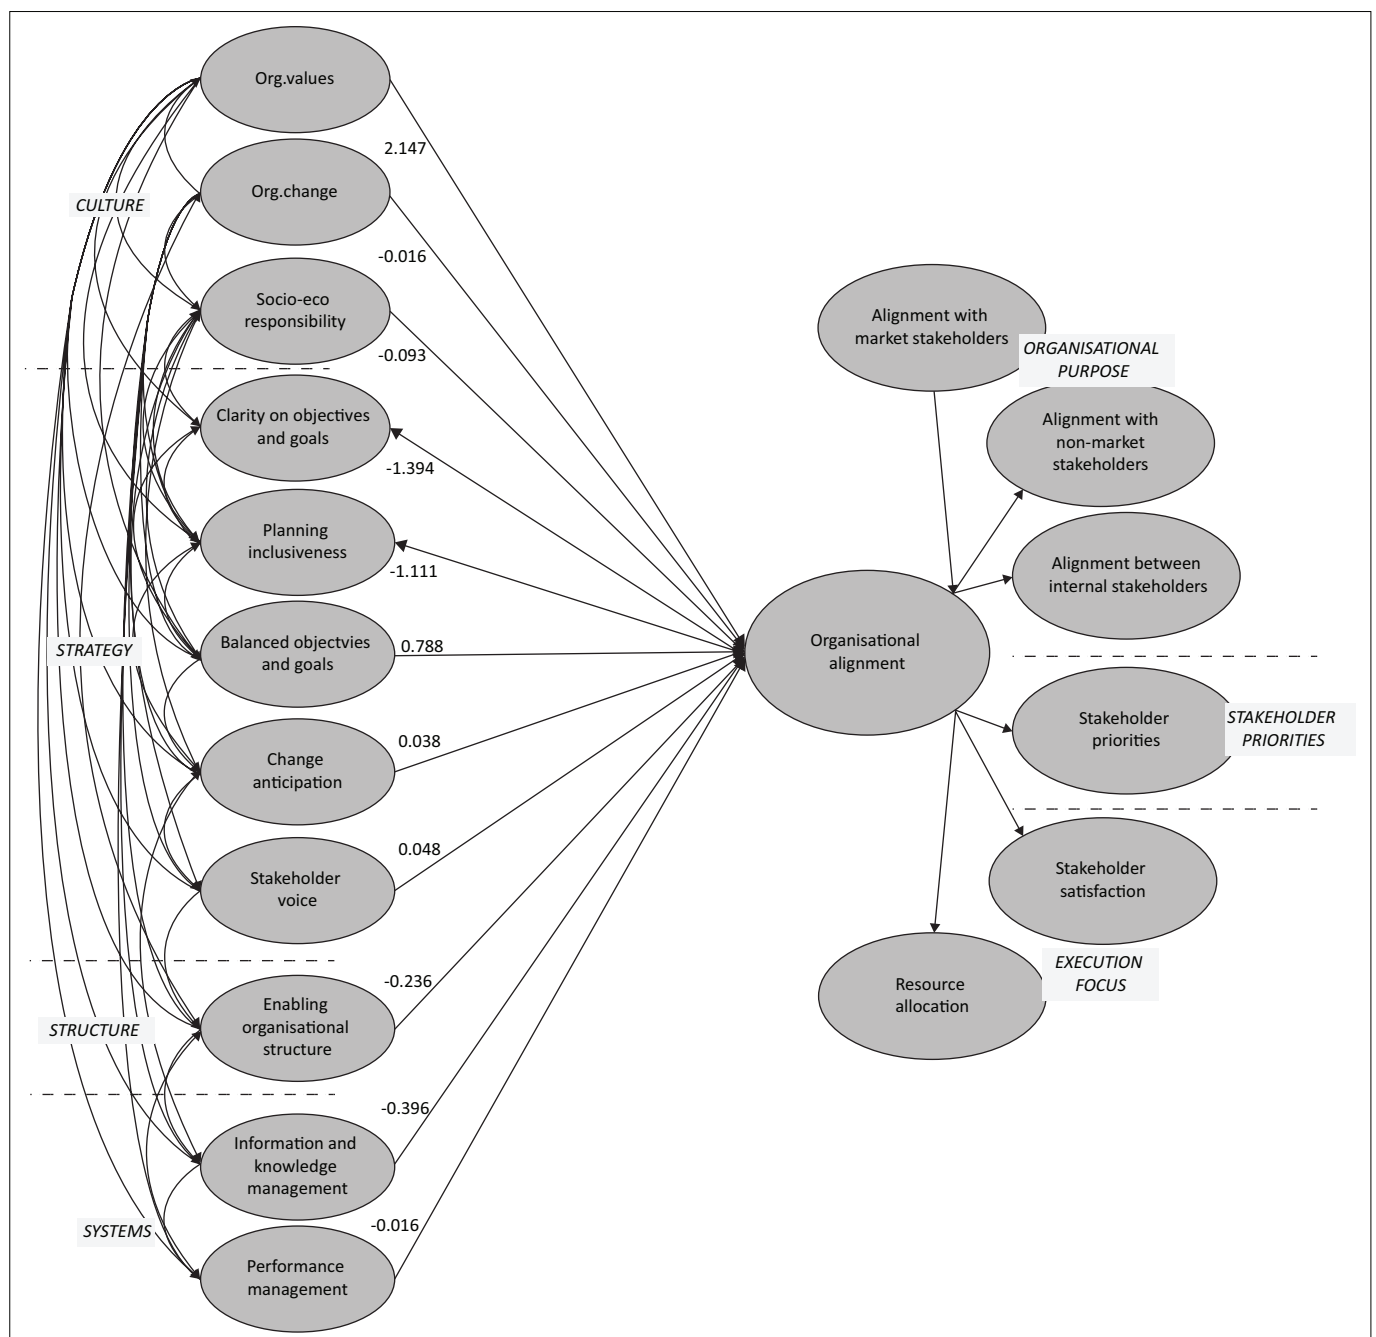 Org.values
2.147
Org.change
CULTURE
-0.016
Socio-eco
responsibility
-0.093
Clarity on objectives
and goals
-1.394
Planning
inclusiveness
-1.111
Balanced objectvies
and goals
0.788
STRATEGY
Change
anticipation
0.038
Stakeholder
voice
0.048
Enabling
organisational
structure
-0.236
STRUCTURE
Information and
knowledge
management
-0.396
SYSTEMS
Performance
management
-0.016
Organisational
alignment
Alignment with
market stakeholders
ORGANISATIONAL
PURPOSE
Alignment with
non-market
stakeholders
Alignment between
internal stakeholders
Stakeholder
priorities
STAKEHOLDER
PRIORITIES
Stakeholder
satisfaction
EXECUTION
FOCUS
Resource
allocation